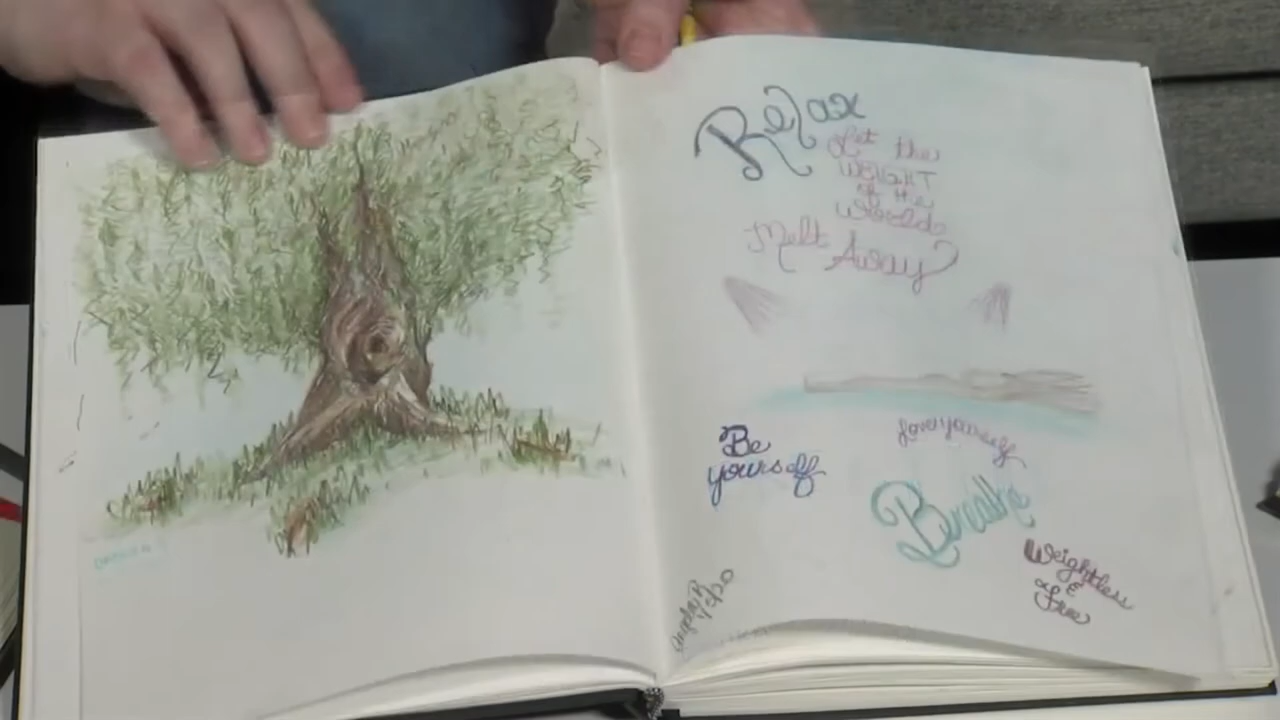 Relax
Let the
WEIGHT
of the
World
Melt Away
Be
yourself
love yourself
Breathe
Weightless
&
Free